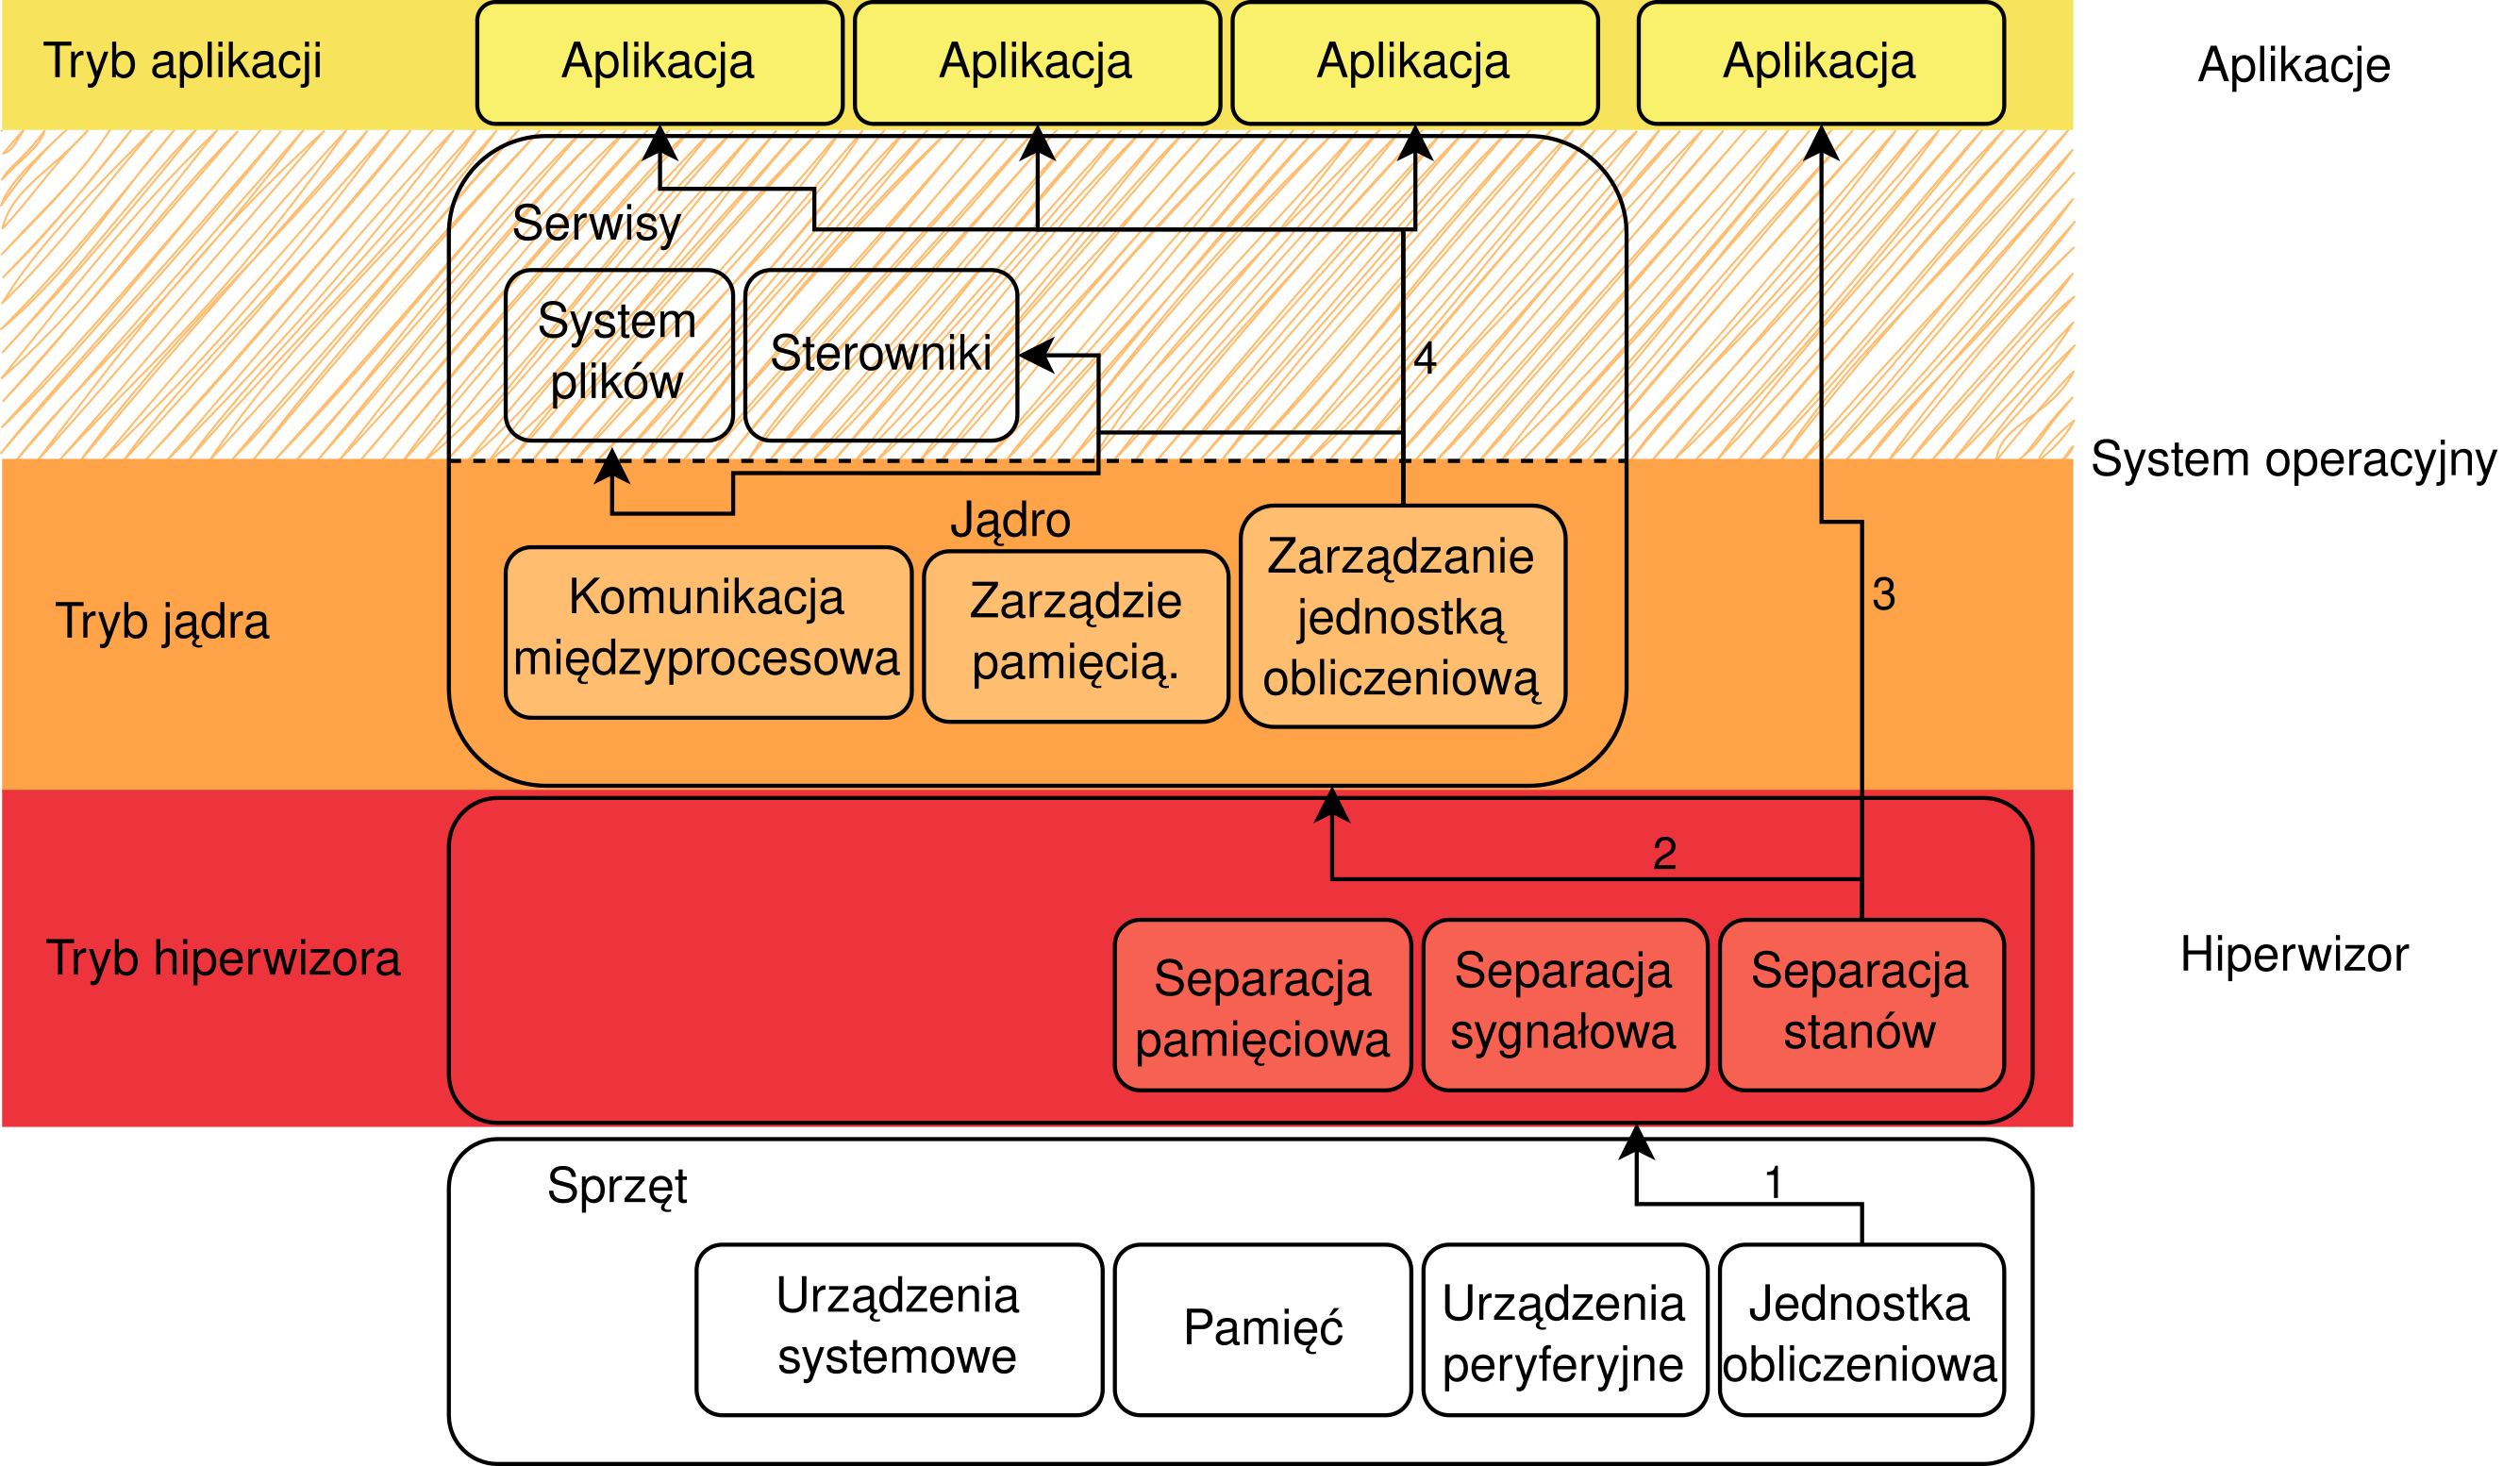 Tryb aplikacji
Aplikacja
Aplikacja
Aplikacja
Aplikacja
Aplikacje
Serwisy
System
plików
Sterowniki
4
System operacyjny
Tryb jądra
Jądro
Komunikacja
międzyprocesowa
Zarządzie
pamięcią.
Zarządzanie
jednostką
obliczeniową
3
2
Tryb hiperwizora
Separacja
pamięciowa
Separacja
sygnałowa
Separacja
stanów
Hiperwizor
1
Sprzęt
Urządzenia
systemowe
Pamięć
Urządzenia
peryferyjne
Jednostka
obliczeniowa